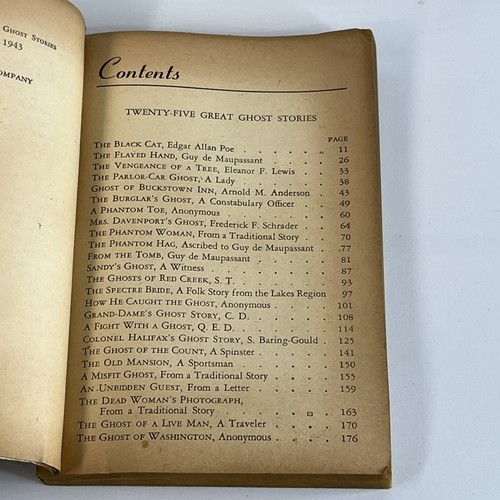 Ghost Stories
1943
OMPANY
Contents
TWENTY-FIVE GREAT GHOST STORIES
PAGE
The Black Cat, Edgar Allan Poe . . . . . 11
The Flayed Hand, Guy de Maupassant . . . . 26
The Vengeance of a Tree, Eleanor F. Lewis . . . 33
The Parlor-Car Ghost, A Lady . . . . . 38
Ghost of Buckstown Inn, Arnold M. Anderson . . 43
The Burglar's Ghost, A Constabulary Officer . . 49
A Phantom Toe, Anonymous . . . . . 60
Mrs. Davenport's Ghost, Frederick F. Schrader . 64
The Phantom Woman, From a Traditional Story . . 70
The Phantom Hag, Ascribed to Guy de Maupassant . 77
From the Tomb, Guy de Maupassant . . . . 81
Sandy's Ghost, A Witness . . . . . 87
The Ghosts of Red Creek, S. T. . . . . 93
The Spectre Bride, A Folk Story from the Lakes Region 97
How He Caught the Ghost, Anonymous . . . 101
Grand-Dame's Ghost Story, C. D. . . . . 108
A Fight With a Ghost, Q. E. D. . . . . 114
Colonel Halifax's Ghost Story, S. Baring-Gould . 125
The Ghost of the Count, A Spinster . . . . 141
The Old Mansion, A Sportsman . . . . 150
A Misfit Ghost, From a Traditional Story . . . 155
An Unbidden Guest, From a Letter . . . . 159
The Dead Woman's Photograph,
From a Traditional Story . . . . 163
The Ghost of a Live Man, A Traveler . . . 170
The Ghost of Washington, Anonymous . . . 176